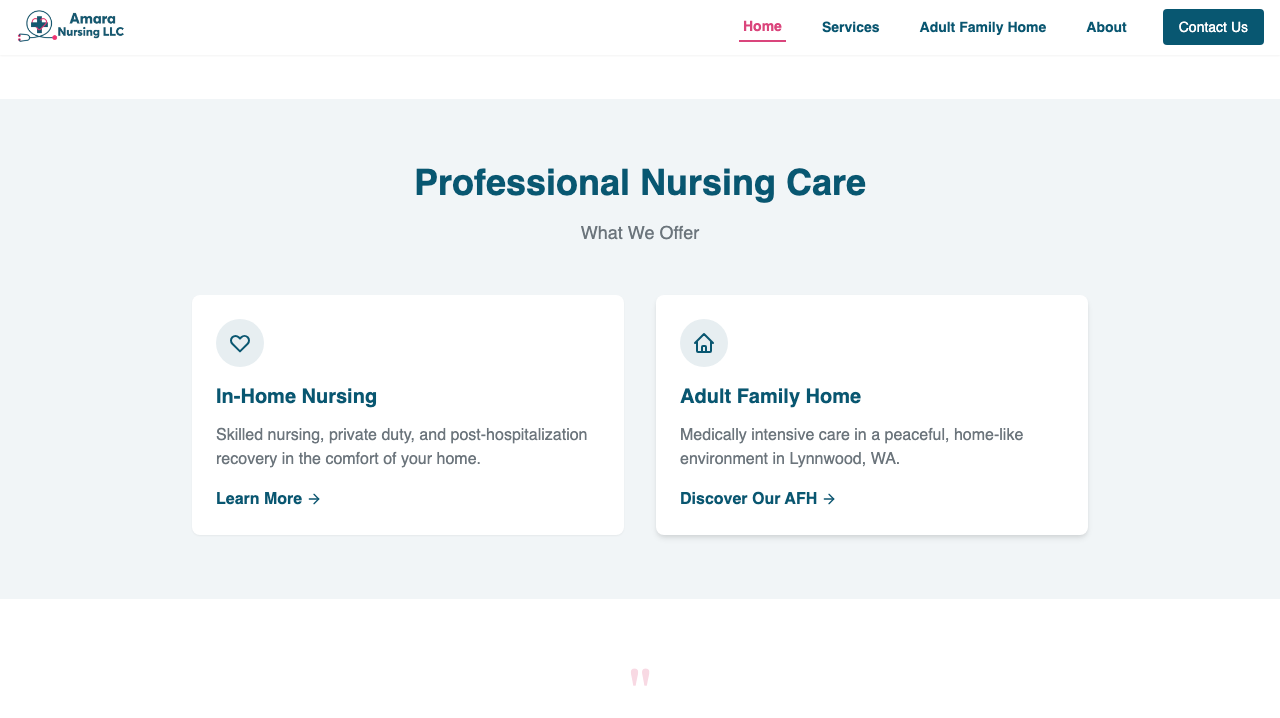 Amara
Nursing LLC
Home
Services
Adult Family Home
About
Contact Us
Professional Nursing Care
What We Offer
In-Home Nursing
Skilled nursing, private duty, and post-hospitalization
recovery in the comfort of your home.
Learn More →
Adult Family Home
Medically intensive care in a peaceful, home-like
environment in Lynnwood, WA.
Discover Our AFH →
"